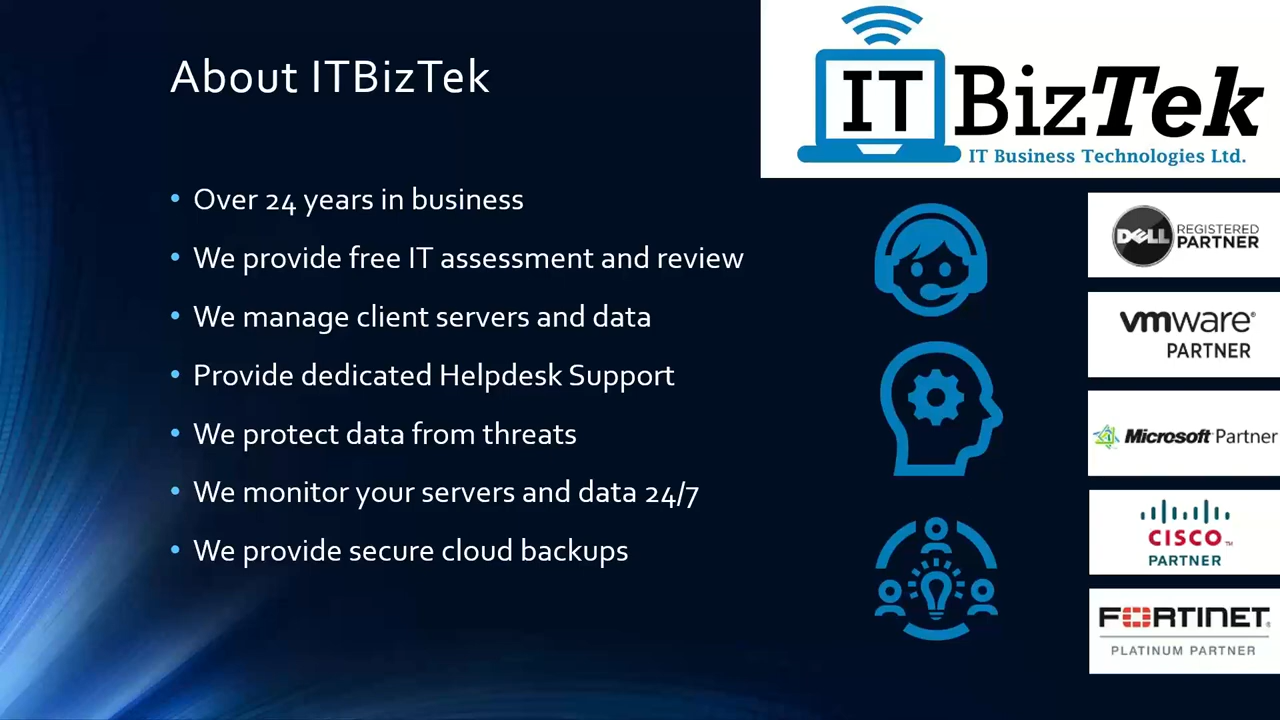 About ITBizTek
IT BizTek
IT Business Technologies Ltd.
• Over 24 years in business
• We provide free IT assessment and review
• We manage client servers and data
• Provide dedicated Helpdesk Support
• We protect data from threats
• We monitor your servers and data 24/7
• We provide secure cloud backups
DELL
REGISTERED
PARTNER
vmware®
PARTNER
Microsoft Partner
CISCO™
PARTNER
FORTINET®
PLATINUM PARTNER